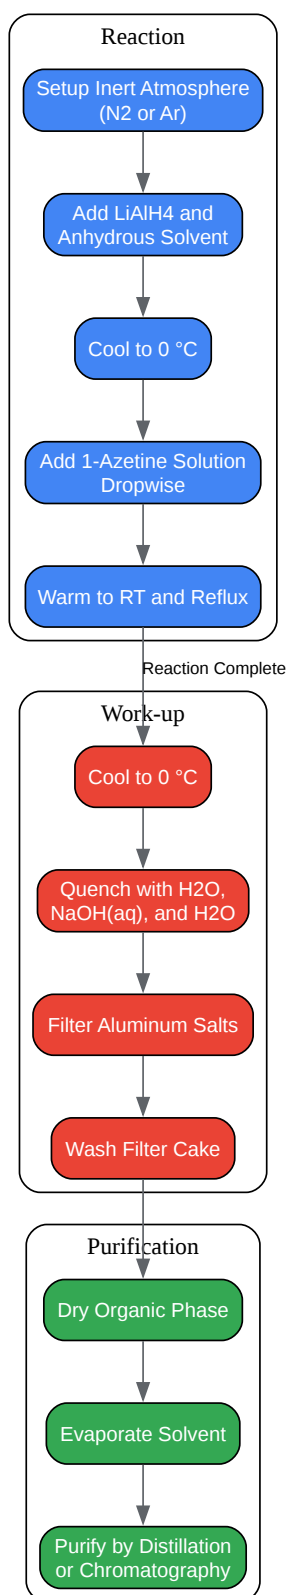 Reaction
Setup Inert Atmosphere
(N2 or Ar)
Add LiAlH4 and
Anhydrous Solvent
Cool to 0 °C
Add 1-Azetine Solution
Dropwise
Warm to RT and Reflux
Reaction Complete
Work-up
Cool to 0 °C
Quench with H2O,
NaOH(aq), and H2O
Filter Aluminum Salts
Wash Filter Cake
Purification
Dry Organic Phase
Evaporate Solvent
Purify by Distillation
or Chromatography